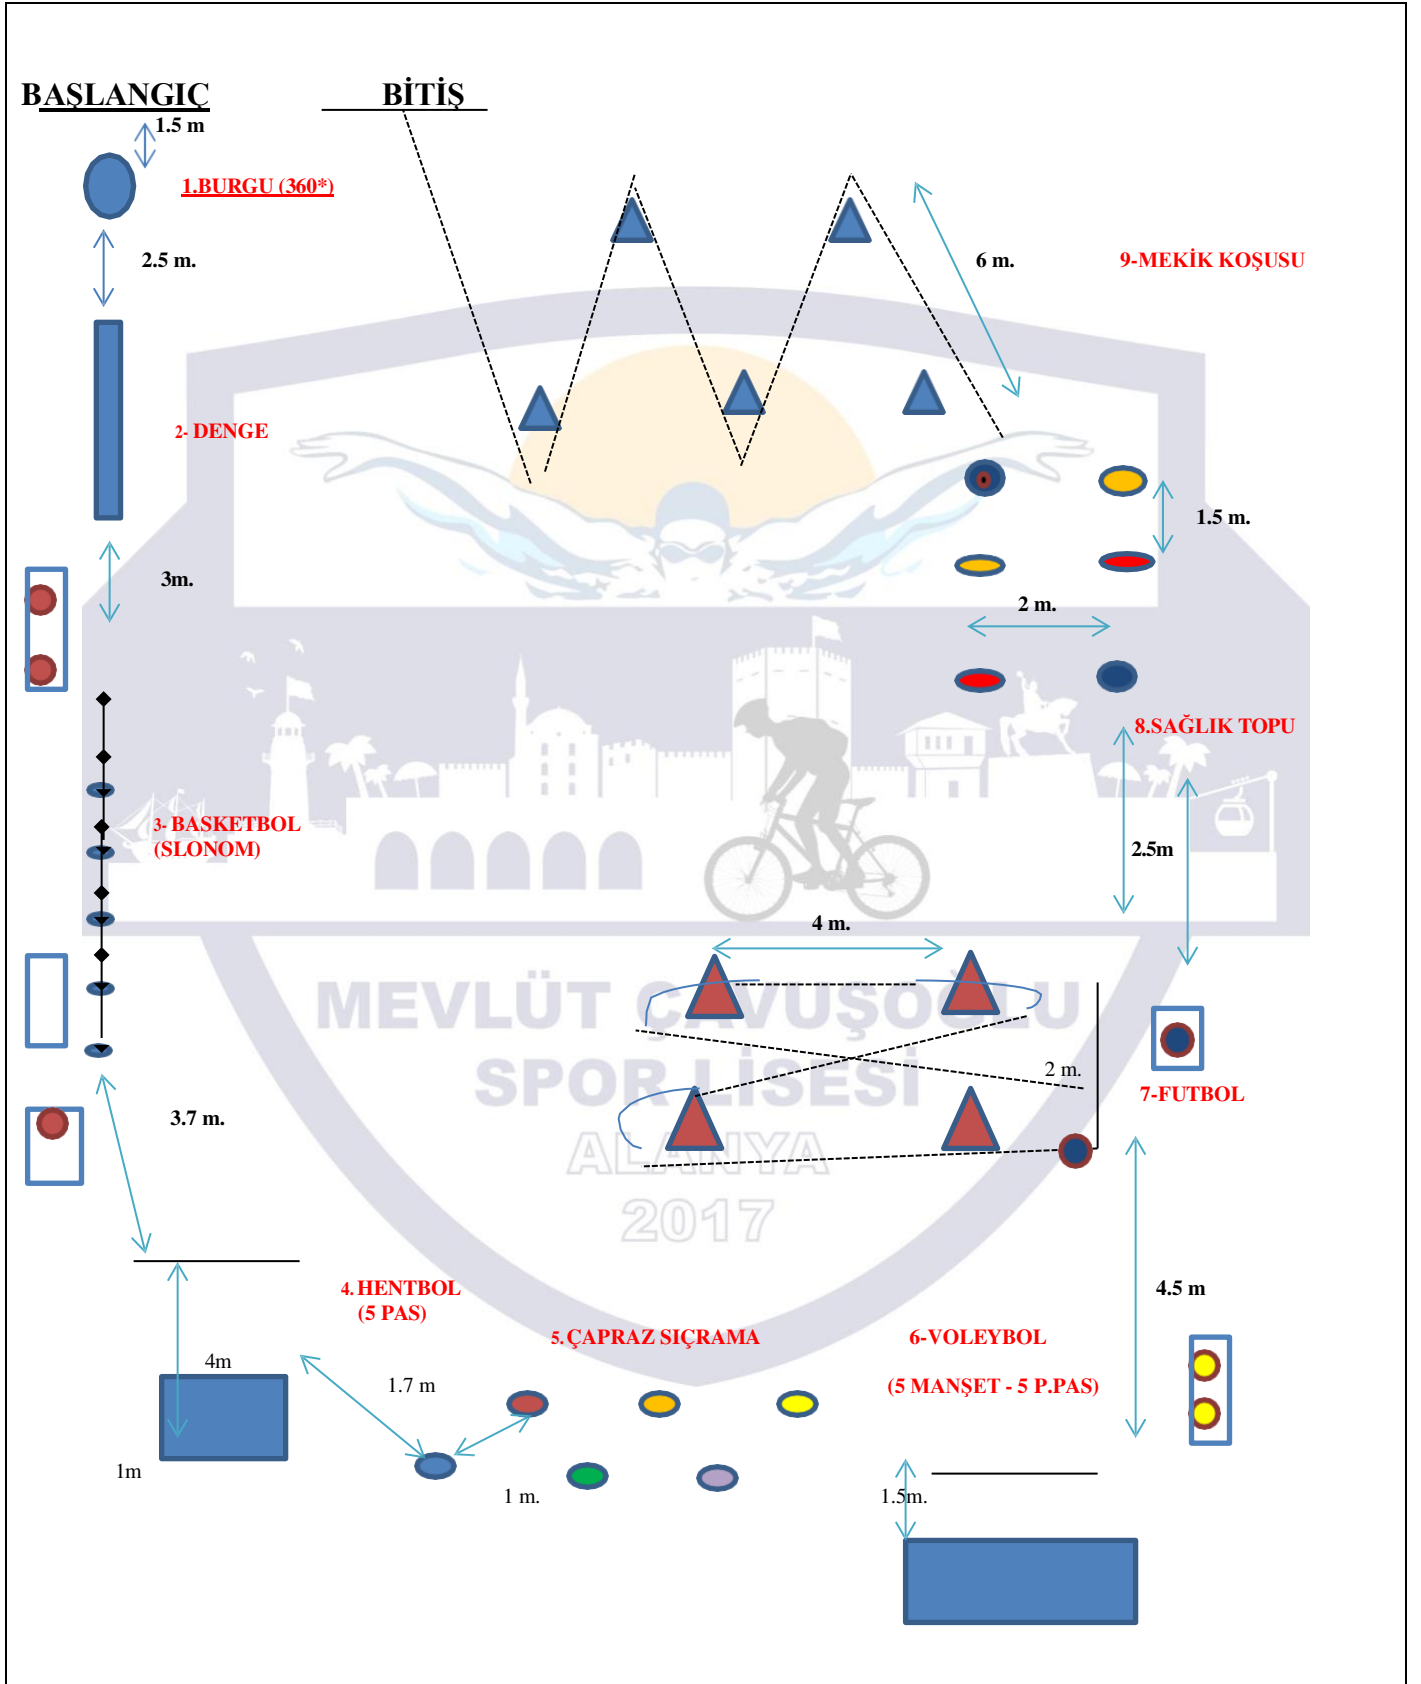 BAŞLANGIÇ
BİTİŞ
1.5 m
1.BURGU (360*)
2.5 m.
6 m.
9-MEKİK KOŞUSU
2- DENGE
1.5 m.
3m.
2 m.
8.SAĞLIK TOPU
3- BASKETBOL
(SLONOM)
2.5m
4 m.
MEVLÜT ÇAVUŞOĞLU
SPOR LİSESİ
ALANYA
2017
2 m.
7-FUTBOL
3.7 m.
4. HENTBOL
(5 PAS)
4.5 m
5. ÇAPRAZ SIÇRAMA
6-VOLEYBOL
(5 MANŞET - 5 P.PAS)
4m
1.7 m
1m
1 m.
1.5m.